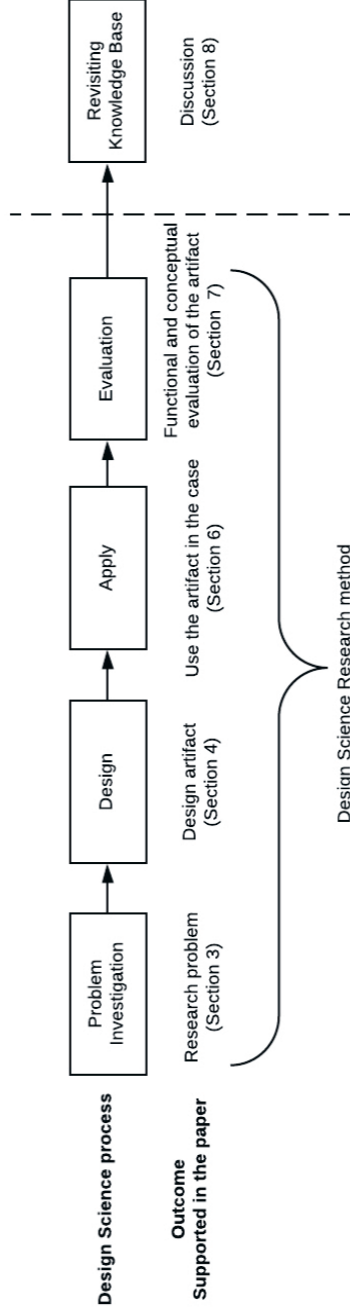 Design Science process
Problem
Investigation
Design
Apply
Evaluation
Revisiting
Knowledge Base
Outcome
Supported in the paper
Research problem
(Section 3)
Design artifact
(Section 4)
Use the artifact in the case
(Section 6)
Functional and conceptual
evaluation of the artifact
(Section 7)
Discussion
(Section 8)
Design Science Research method